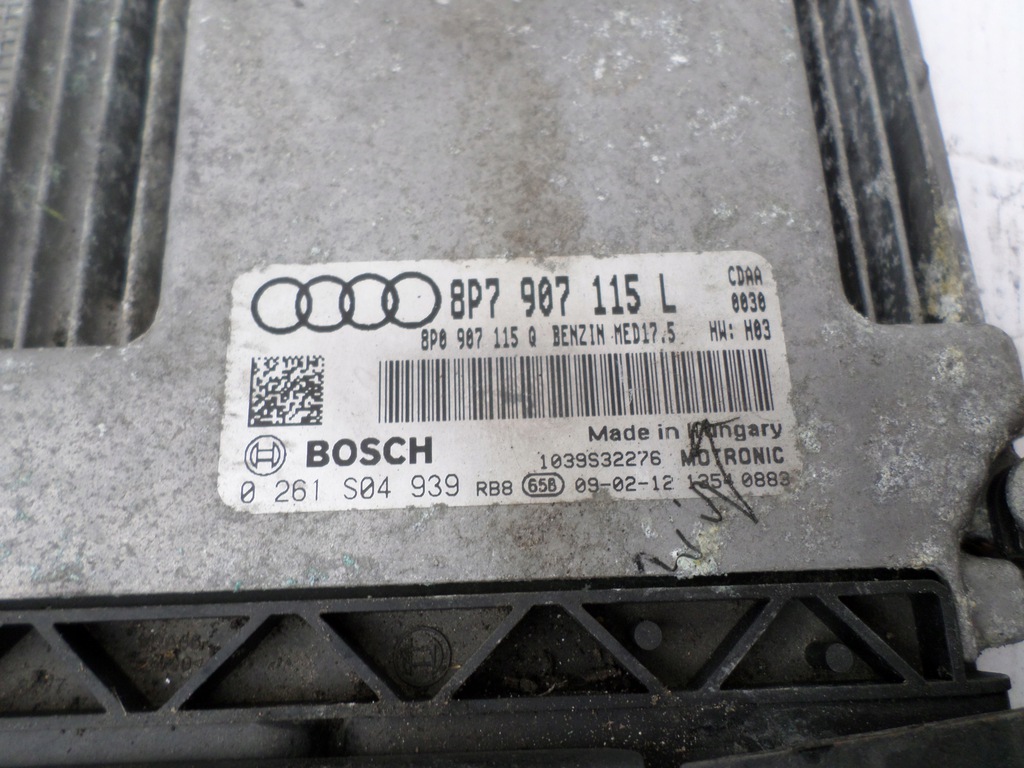 8P7 907 115 L CDAA
0030
8P0 907 115 Q BENZIN MED17.5 HW: H03
Made in Hungary
BOSCH 1039S32276 MOTRONIC
0 261 S04 939 RB8 658 09-02-12 1354 0883